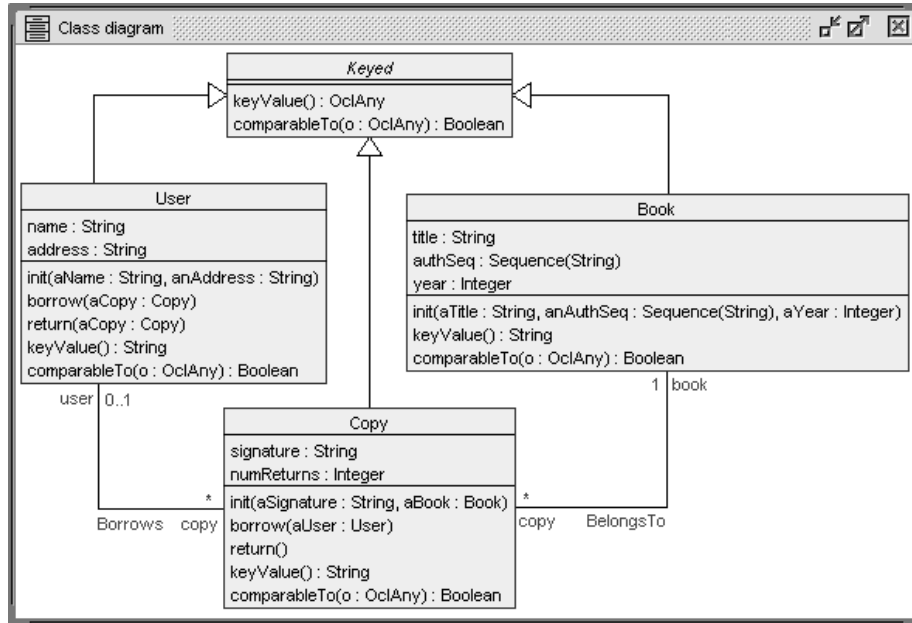 Class diagram
Keyed
keyValue() : OclAny
comparableTo(o : OclAny) : Boolean
User
name : String
address : String
init(aName : String, anAddress : String)
borrow(aCopy : Copy)
return(aCopy : Copy)
keyValue() : String
comparableTo(o : OclAny) : Boolean
Book
title : String
authSeq : Sequence(String)
year : Integer
init(aTitle : String, anAuthSeq : Sequence(String), aYear : Integer)
keyValue() : String
comparableTo(o : OclAny) : Boolean
user 0..1
1 book
Copy
signature : String
numReturns : Integer
init(aSignature : String, aBook : Book)
borrow(aUser : User)
return()
keyValue() : String
comparableTo(o : OclAny) : Boolean
*
Borrows copy
*
copy BelongsTo